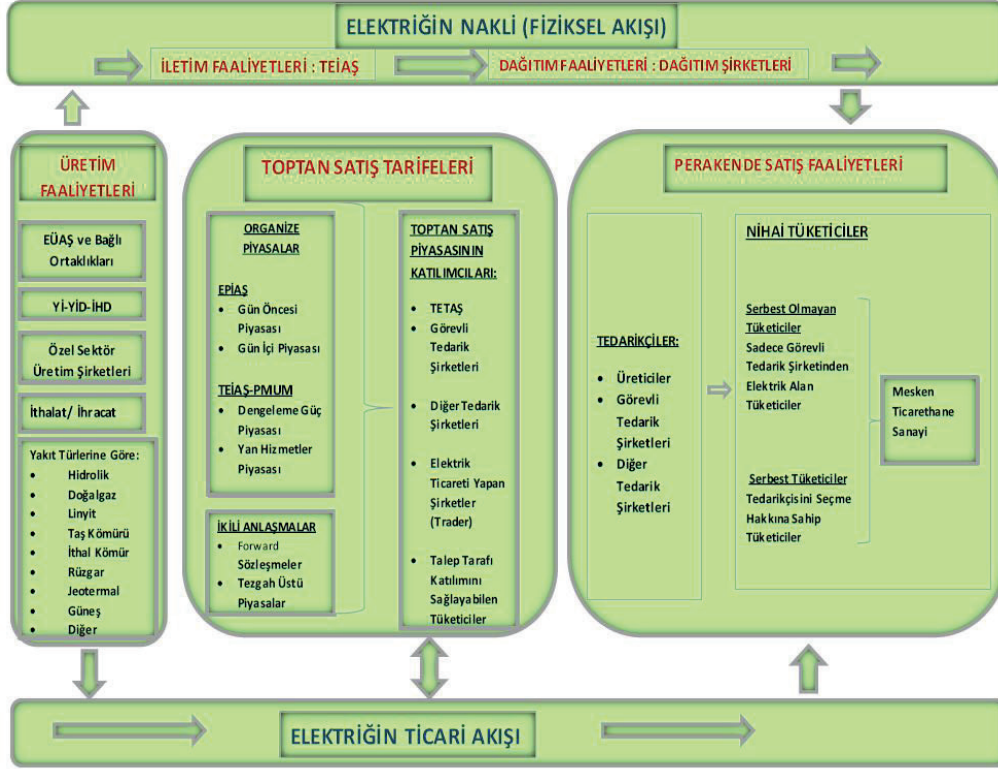 ELEKTRİĞİN NAKLİ (FİZİKSEL AKIŞI)
İLETİM FAALİYETLERİ : TEİAŞ
DAĞITIM FAALİYETLERİ : DAĞITIM ŞİRKETLERİ
ÜRETİM
FAALİYETLERİ
EÜAŞ ve Bağlı
Ortaklıkları
Yİ-YİD-İHD
Özel Sektör
Üretim Şirketleri
İthalat/ İhracat
Yakıt Türlerine Göre:
• Hidrolik
• Doğalgaz
• Linyit
• Taş Kömürü
• İthal Kömür
• Rüzgar
• Jeotermal
• Güneş
• Diğer
TOPTAN SATIŞ TARİFELERİ
ORGANİZE
PİYASALAR
EPİAŞ
• Gün Öncesi
Piyasası
• Gün İçi Piyasası
TEİAŞ-PMUM
• Dengeleme Güç
Piyasası
• Yan Hizmetler
Piyasası
İKİLİ ANLAŞMALAR
• Forward
Sözleşmeler
• Tezgah Üstü
Piyasalar
TOPTAN SATIŞ
PİYASASININ
KATILIMCILARI:
• TETAŞ
• Görevli
Tedarik
Şirketleri
• Diğer Tedarik
Şirketleri
• Elektrik
Ticareti Yapan
Şirketler
(Trader)
• Talep Tarafı
Katılımını
Sağlayabilen
Tüketiciler
PERAKENDE SATIŞ FAALİYETLERİ
TEDARİKÇİLER:
• Üreticiler
• Görevli
Tedarik
Şirketleri
• Diğer
Tedarik
Şirketleri
NİHAİ TÜKETİCİLER
Serbest Olmayan
Tüketiciler
Sadece Görevli
Tedarik Şirketinden
Elektrik Alan
Tüketiciler
Serbest Tüketiciler
Tedarikçisini Seçme
Hakkına Sahip
Tüketiciler
Mesken
Ticarethane
Sanayi
ELEKTRİĞİN TİCARİ AKIŞI